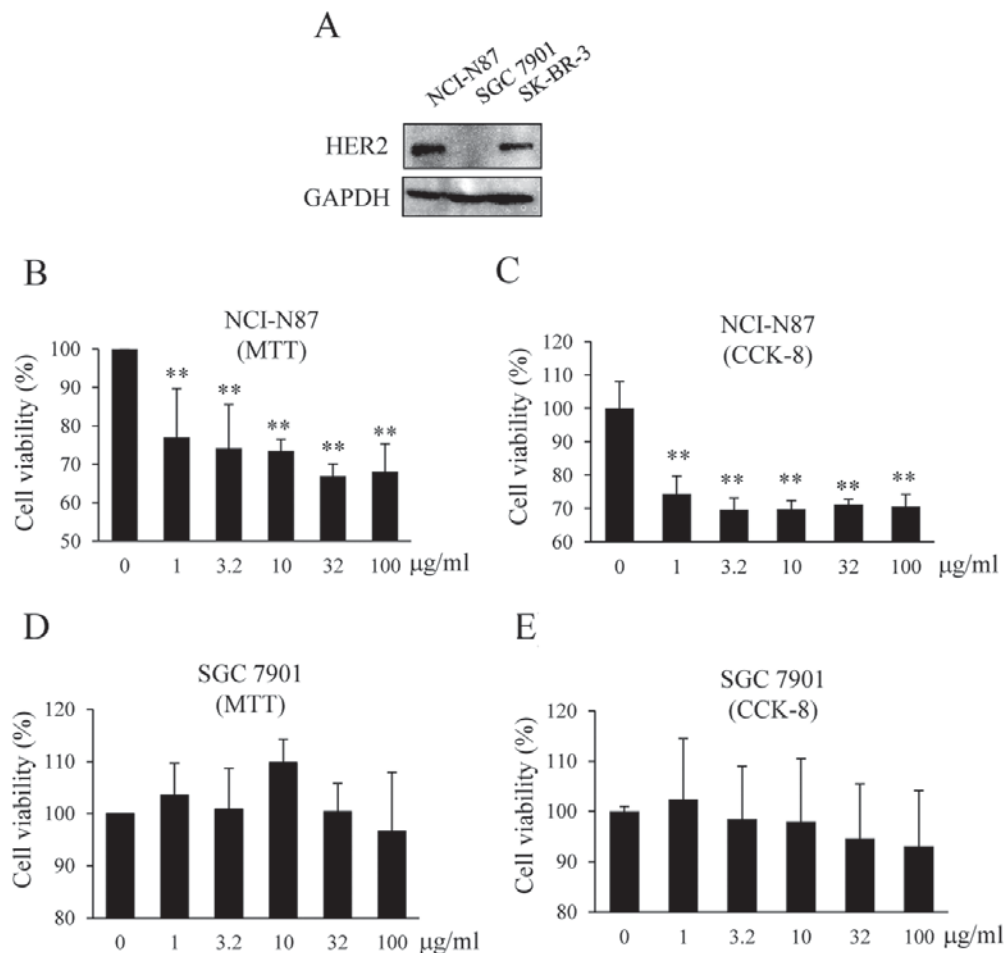 A
NCI-N87
SGC 7901
SK-BR-3
HER2
GAPDH
B
NCI-N87
(MTT)
Cell viability (%)
100
90
80
70
60
50
** ** ** ** **
0 1 3.2 10 32 100 μg/ml
C
NCI-N87
(CCK-8)
Cell viability (%)
120
110
100
90
80
70
60
** ** ** ** **
0 1 3.2 10 32 100 μg/ml
D
SGC 7901
(MTT)
Cell viability (%)
120
110
100
90
80
0 1 3.2 10 32 100 μg/ml
E
SGC 7901
(CCK-8)
Cell viability (%)
120
110
100
90
80
0 1 3.2 10 32 100 μg/ml